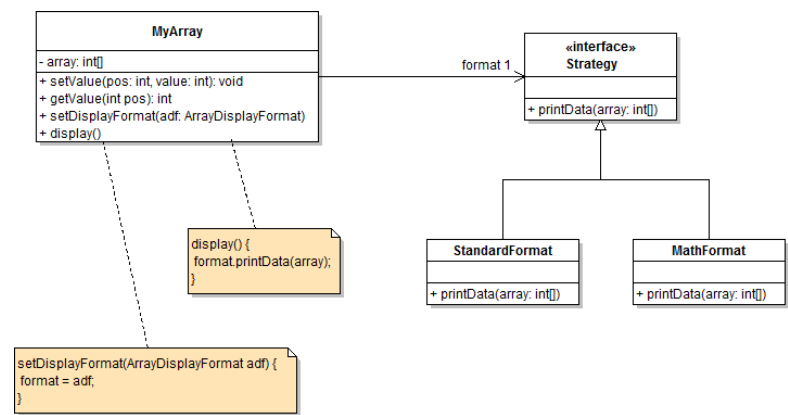 MyArray
- array: int[]
+ setValue(pos: int, value: int): void
+ getValue(int pos): int
+ setDisplayFormat(adf: ArrayDisplayFormat)
+ display()
format 1
«interface»
Strategy
+ printData(array: int[])
StandardFormat
+ printData(array: int[])
MathFormat
+ printData(array: int[])
display() {
format.printData(array);
}
setDisplayFormat(ArrayDisplayFormat adf) {
format = adf;
}